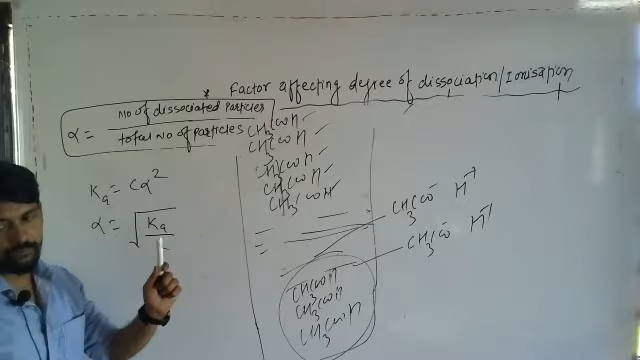 * Factor affecting degree of dissociation/Ionisation
α = No of dissociated particles / total No of particles
Ka = Cα²
α = √Ka
CH3COOH
CH3COOH
CH3COOH
CH3COOH
CH3COOH
CH3COO⁻ H⁺
CH3COO⁻ H⁺
CH3COOH
CH3COOH
CH3COOH